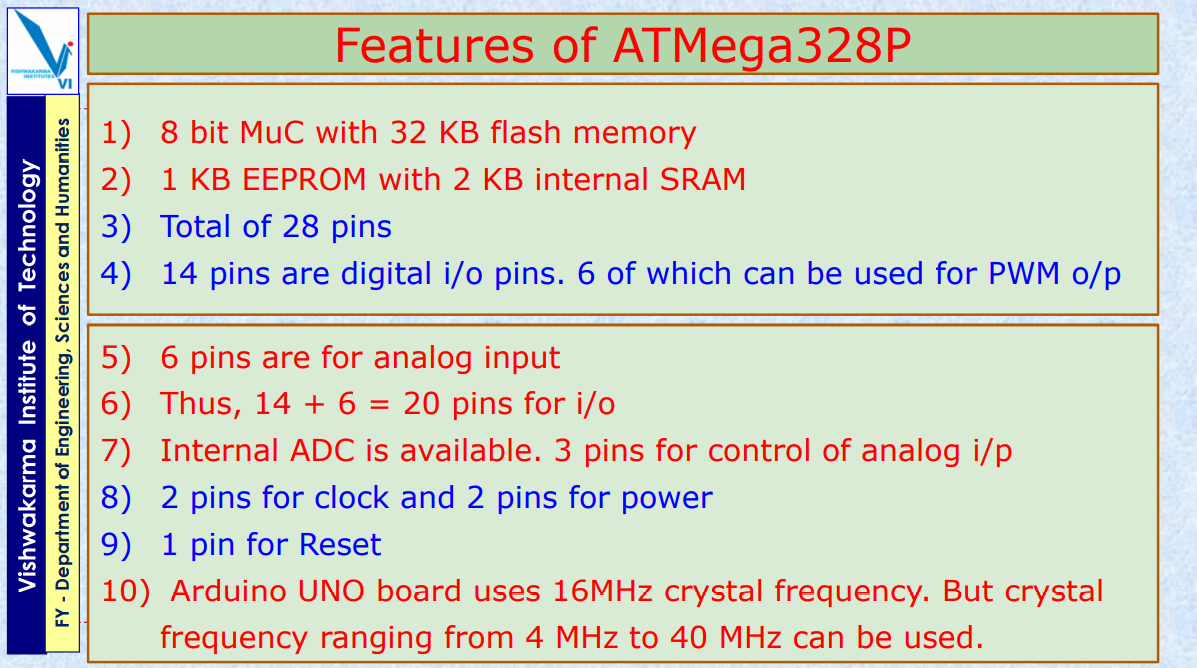 VISHWAKARMA
INSTITUTES
VI
Features of ATMega328P
Vishwakarma Institute of Technology
FY - Department of Engineering, Sciences and Humanities
1) 8 bit MuC with 32 KB flash memory
2) 1 KB EEPROM with 2 KB internal SRAM
3) Total of 28 pins
4) 14 pins are digital i/o pins. 6 of which can be used for PWM o/p
5) 6 pins are for analog input
6) Thus, 14 + 6 = 20 pins for i/o
7) Internal ADC is available. 3 pins for control of analog i/p
8) 2 pins for clock and 2 pins for power
9) 1 pin for Reset
10) Arduino UNO board uses 16MHz crystal frequency. But crystal
frequency ranging from 4 MHz to 40 MHz can be used.